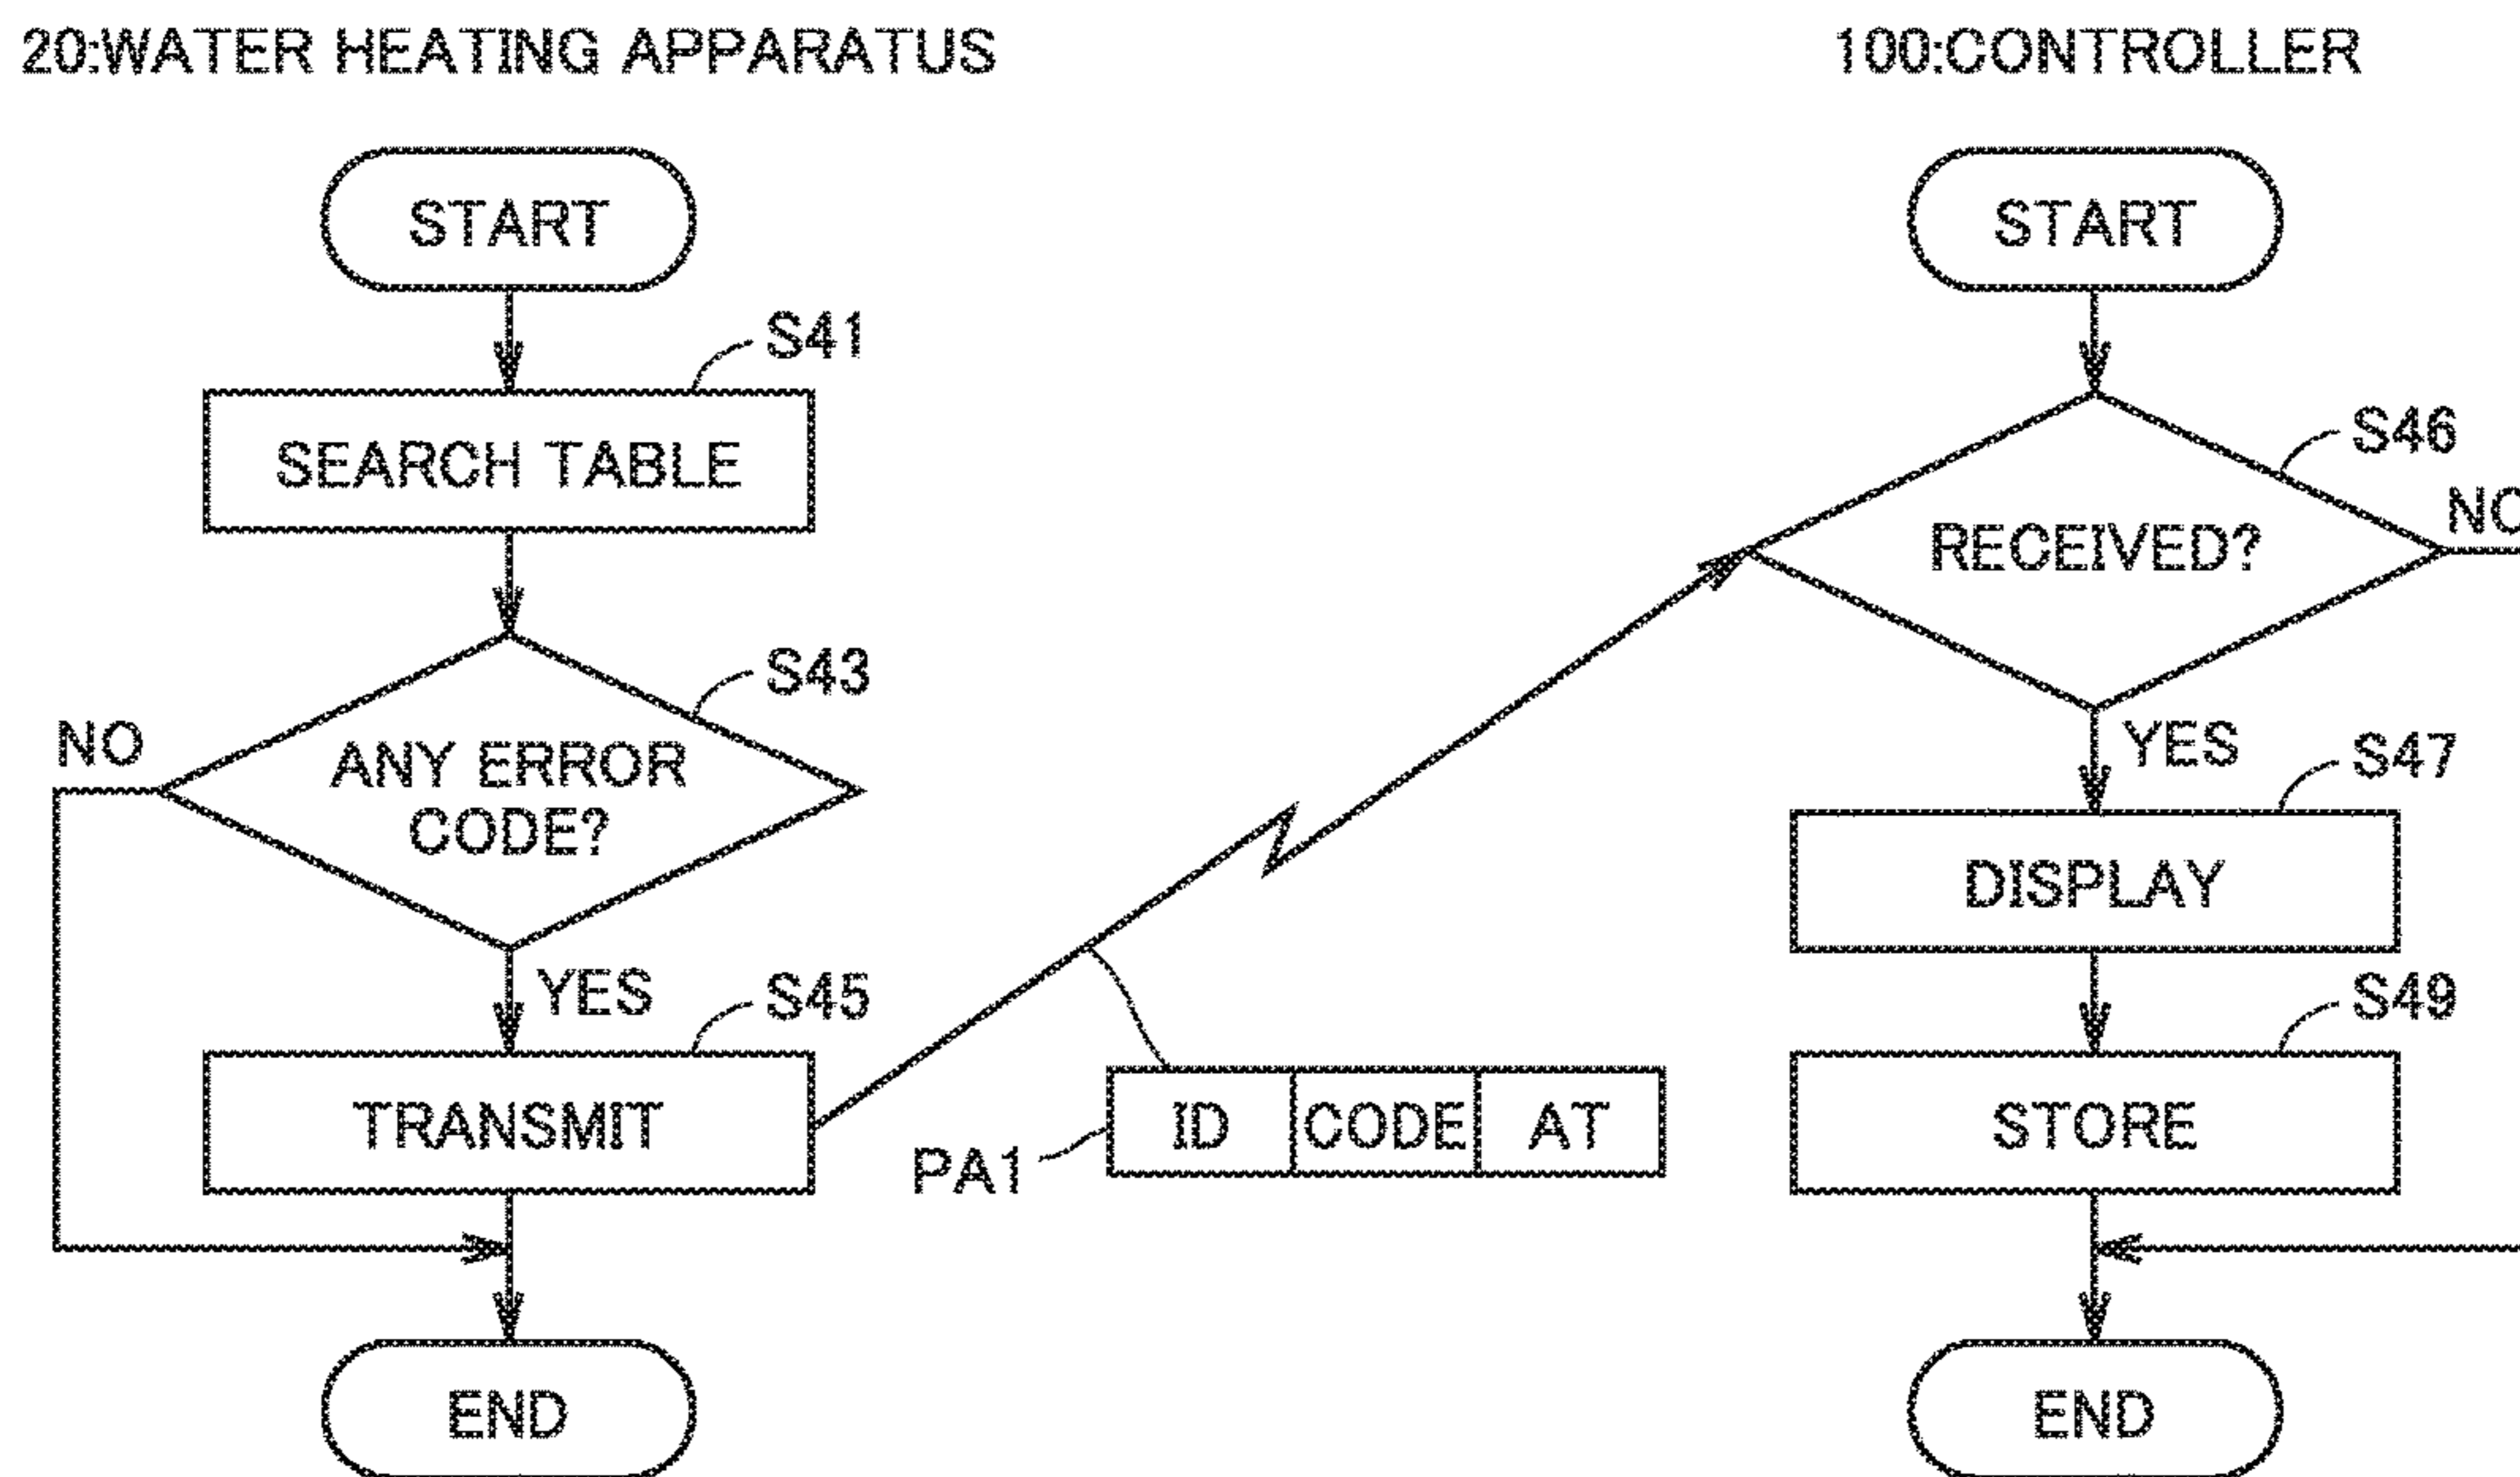 20:WATER HEATING APPARATUS
START
S41
SEARCH TABLE
S43
NO
ANY ERROR
CODE?
YES
S45
TRANSMIT
END
PA1
ID CODE AT
100:CONTROLLER
START
S46
NO
RECEIVED?
YES
S47
DISPLAY
S49
STORE
END